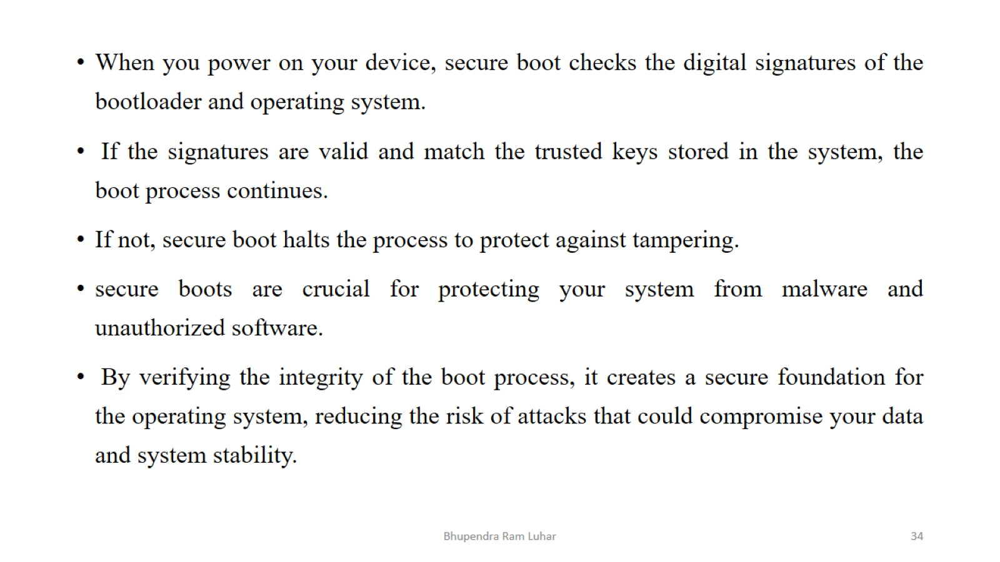 • When you power on your device, secure boot checks the digital signatures of the
bootloader and operating system.
• If the signatures are valid and match the trusted keys stored in the system, the
boot process continues.
• If not, secure boot halts the process to protect against tampering.
• secure boots are crucial for protecting your system from malware and
unauthorized software.
• By verifying the integrity of the boot process, it creates a secure foundation for
the operating system, reducing the risk of attacks that could compromise your data
and system stability.
Bhupendra Ram Luhar
34